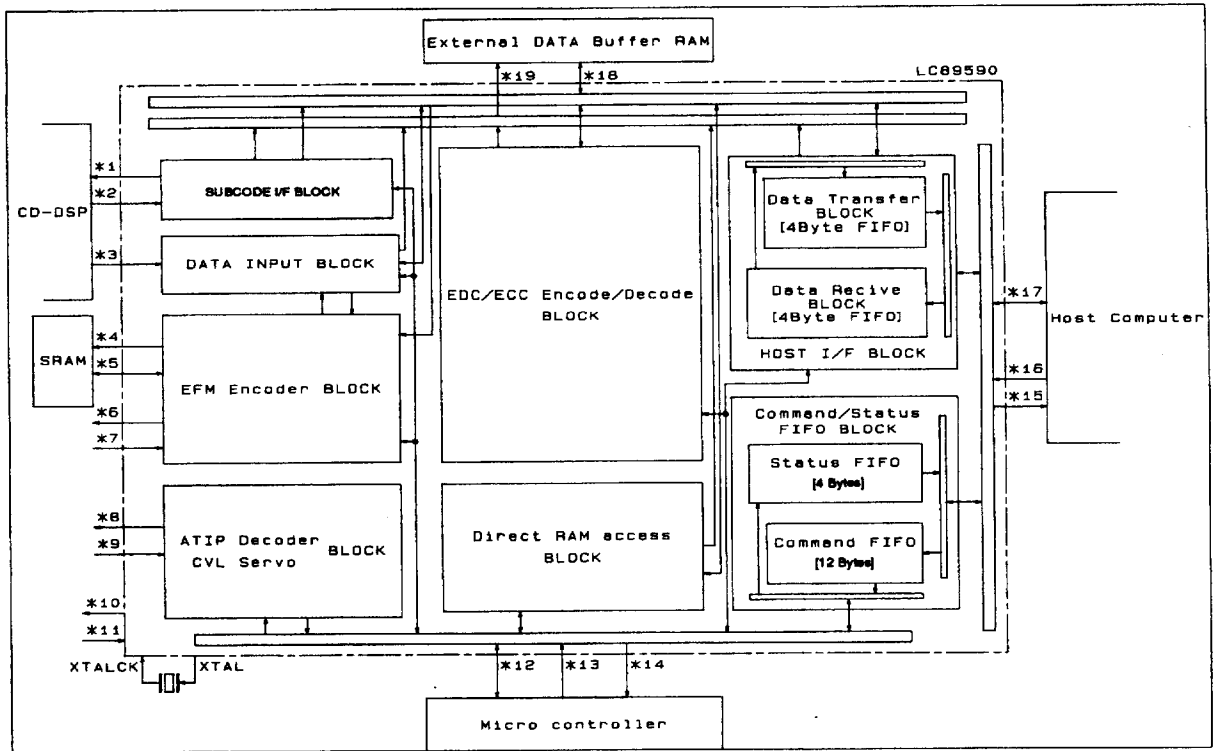 External DATA Buffer RAM
*19
*18
LC89590
*1
*2
CD-DSP
*3
SUBCODE I/F BLOCK
DATA INPUT BLOCK
EDC/ECC Encode/Decode
BLOCK
Data Transfer
BLOCK
[4Byte FIFO]
Data Recive
BLOCK
[4Byte FIFO]
HOST I/F BLOCK
*17
Host Computer
*16
*15
SRAM
*4
*5
*6
*7
EFM Encoder BLOCK
Command/Status
FIFO BLOCK
Status FIFO
[4 Bytes]
Command FIFO
[12 Bytes]
*8
*9
ATIP Decoder
CVL Servo
BLOCK
Direct RAM access
BLOCK
*10
*11
XTALCK
XTAL
*12
*13
*14
Micro controller